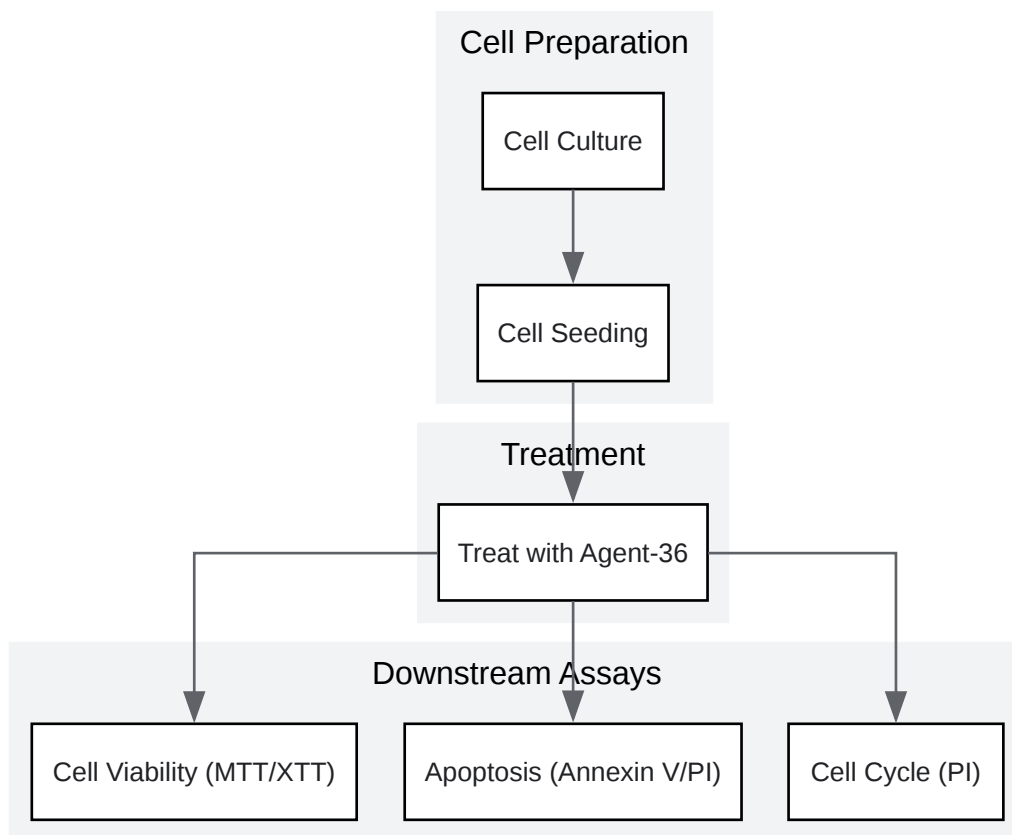 Cell Preparation
Cell Culture
Cell Seeding
Treatment
Treat with Agent-36
Downstream Assays
Cell Viability (MTT/XTT)
Apoptosis (Annexin V/PI)
Cell Cycle (PI)